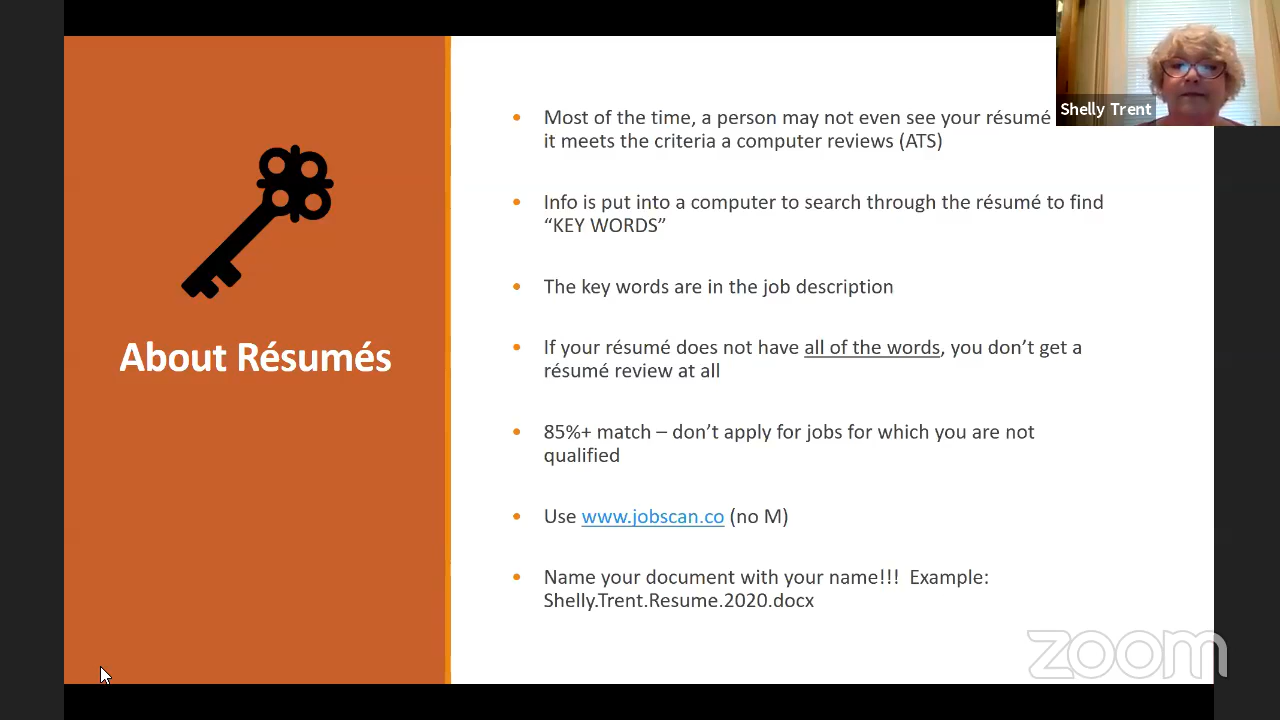 Shelly Trent
About Résumés
Most of the time, a person may not even see your résumé
it meets the criteria a computer reviews (ATS)
Info is put into a computer to search through the résumé to find
“KEY WORDS”
The key words are in the job description
If your résumé does not have all of the words, you don’t get a
résumé review at all
85%+ match – don’t apply for jobs for which you are not
qualified
Use www.jobscan.co (no M)
Name your document with your name!!!  Example:
Shelly.Trent.Resume.2020.docx
zoom